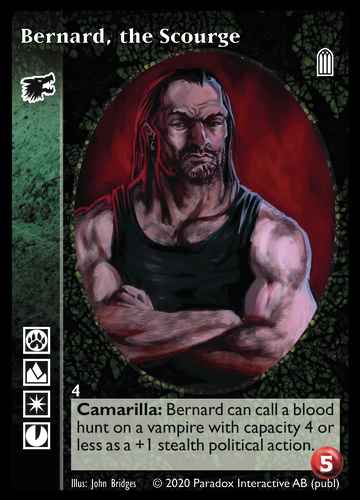 Bernard, the Scourge
4
Camarilla: Bernard can call a blood
hunt on a vampire with capacity 4 or
less as a +1 stealth political action.
5
Illus: John Bridges © 2020 Paradox Interactive AB (publ)